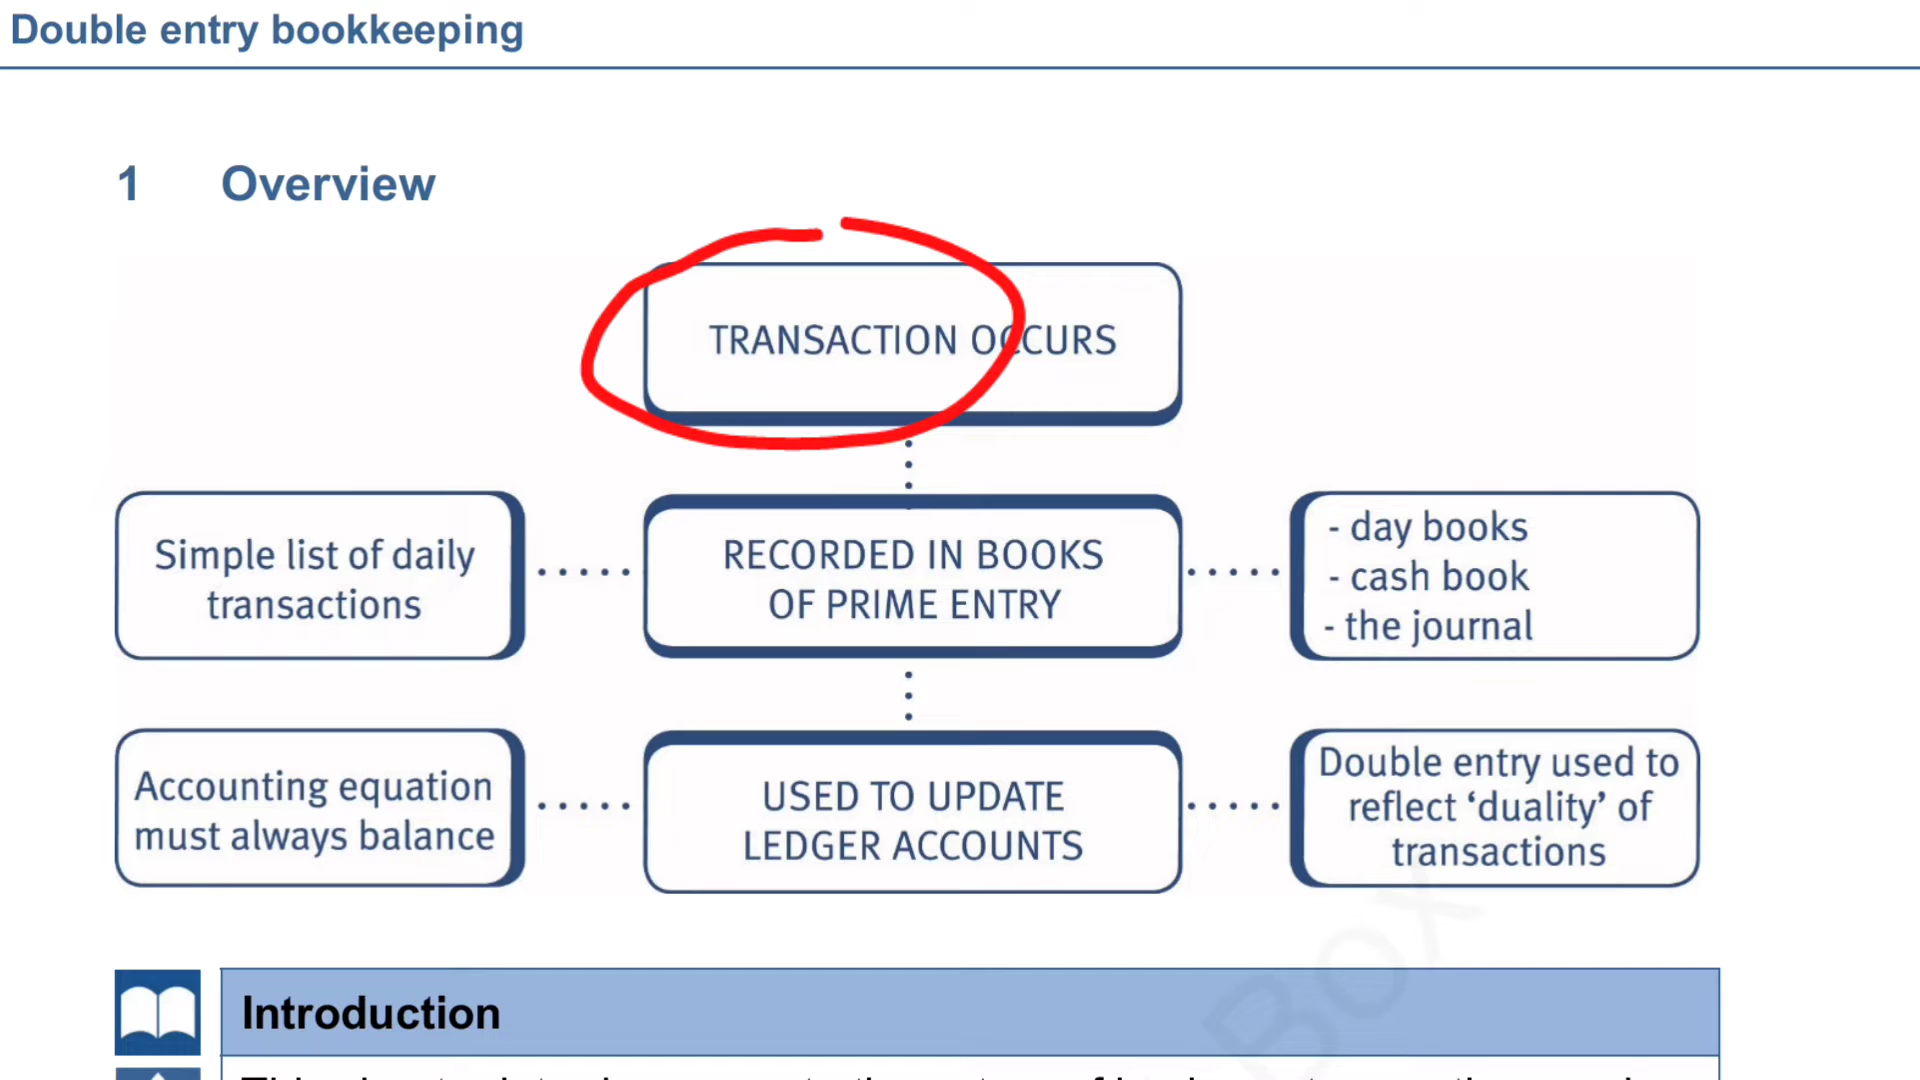 Double entry bookkeeping
1 Overview
TRANSACTION OCCURS
Simple list of daily
transactions
RECORDED IN BOOKS
OF PRIME ENTRY
- day books
- cash book
- the journal
Accounting equation
must always balance
USED TO UPDATE
LEDGER ACCOUNTS
Double entry used to
reflect ‘duality’ of
transactions
Box
Introduction